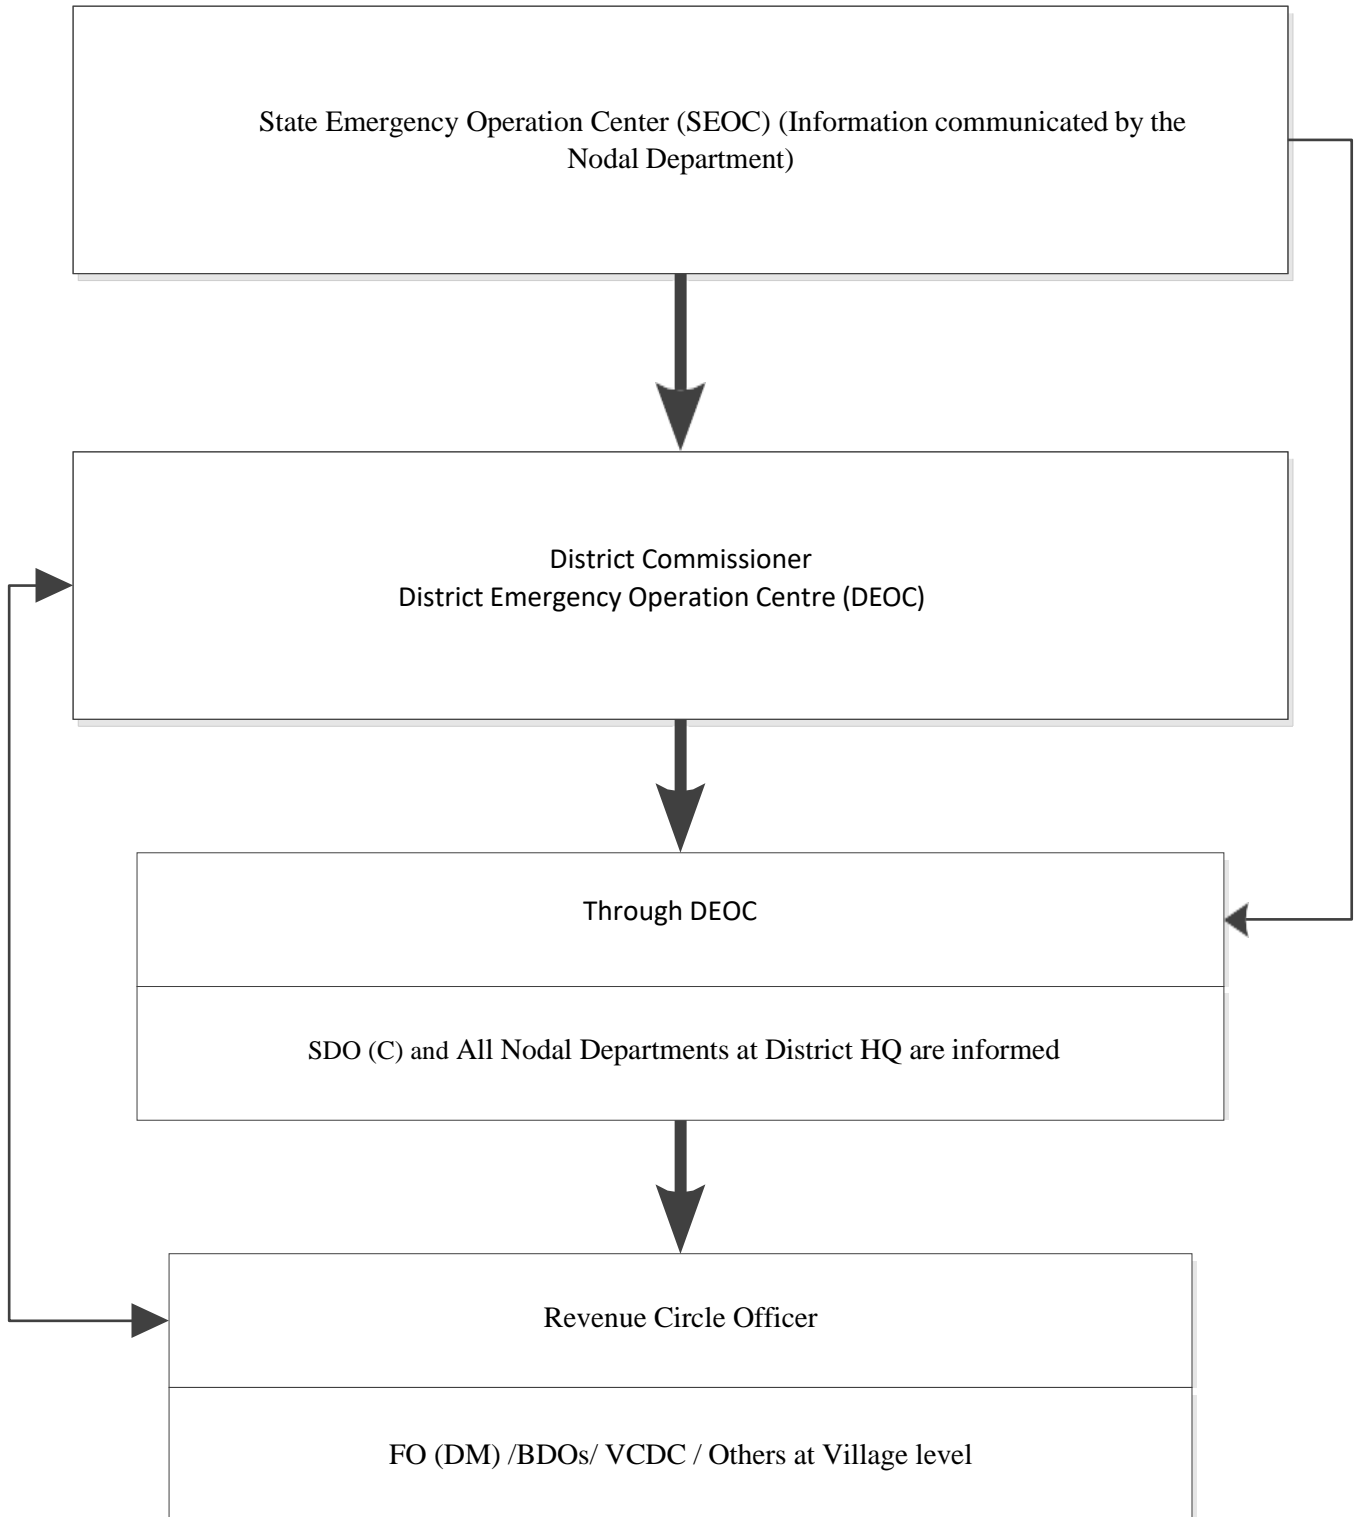 State Emergency Operation Center (SEOC) (Information communicated by the
Nodal Department)
District Commissioner
District Emergency Operation Centre (DEOC)
Through DEOC
SDO (C) and All Nodal Departments at District HQ are informed
Revenue Circle Officer
FO (DM) /BDOs/ VCDC / Others at Village level